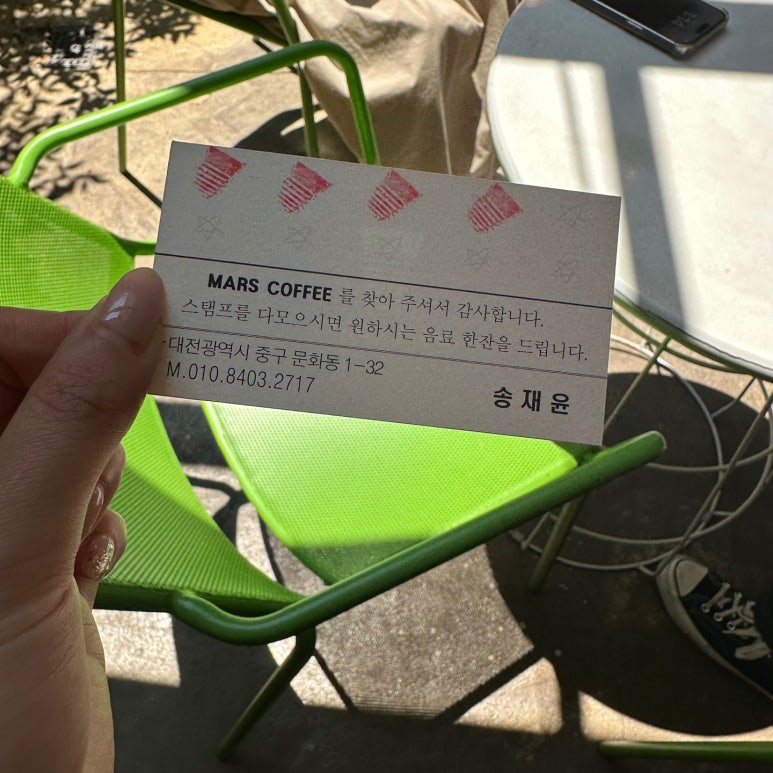 MARS COFFEE 를 찾아 주셔서 감사합니다.
스탬프를 다모으시면 원하시는 음료 한잔을 드립니다.
·대전광역시 중구 문화동 1-32
M.010.8403.2717
송재윤